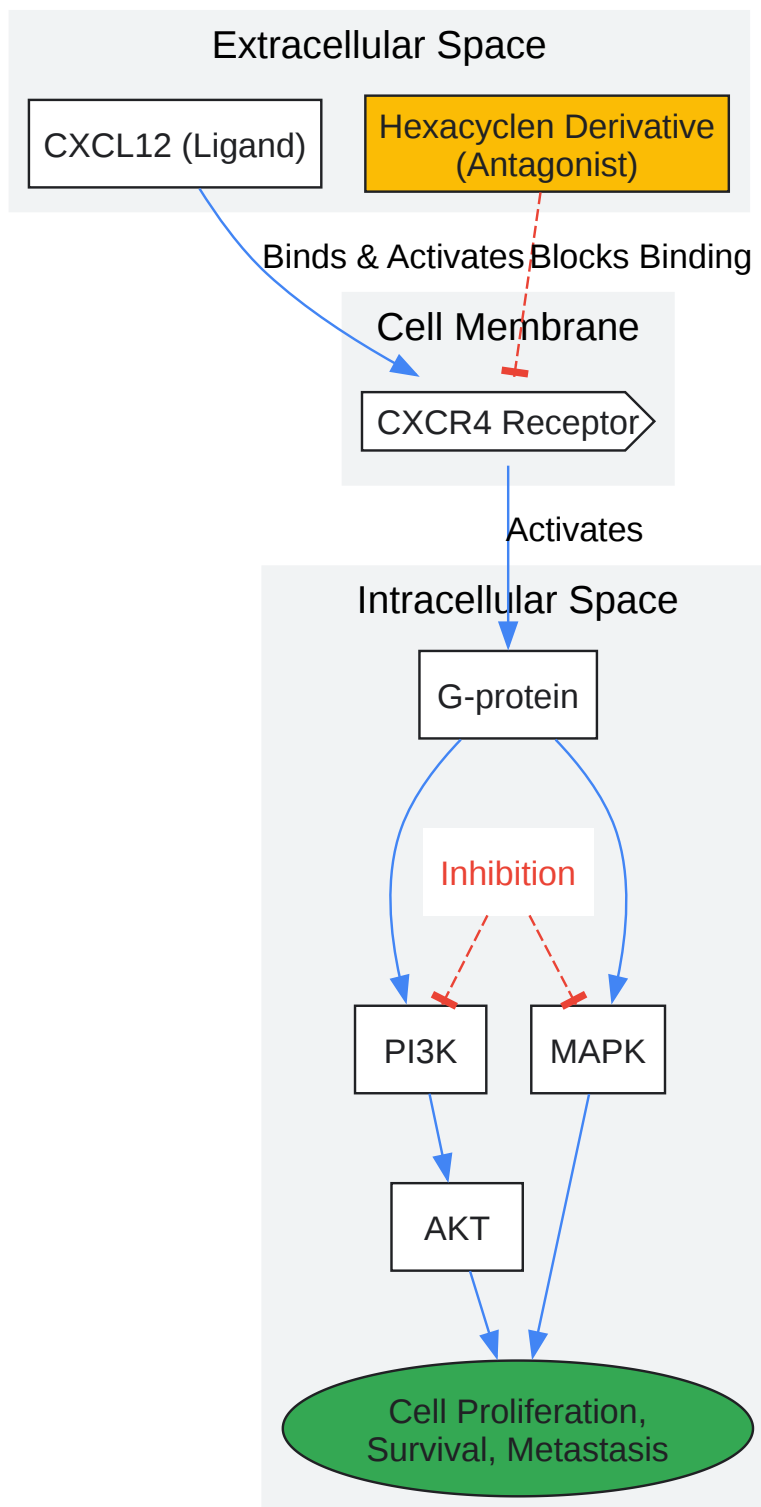 Extracellular Space
CXCL12 (Ligand)
Hexacyclen Derivative
(Antagonist)
Binds & Activates
Blocks Binding
Cell Membrane
CXCR4 Receptor
Activates
Intracellular Space
G-protein
Inhibition
PI3K
MAPK
AKT
Cell Proliferation,
Survival, Metastasis